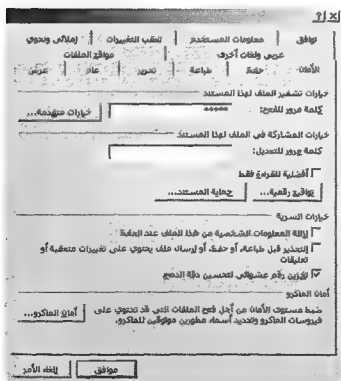 توافق معلومات المستخدم تعقب التغييرات إملائي ونحوي
عربي ولغات أخرى مواقع الملفات
الأمان حفظ طباعة تحرير عام عرض
خيارات تشفير الملف لهذا المستند
كلمة مرور للفتح: ***** خيارات متقدمة...
خيارات المشاركة في الملف لهذا المستند
كلمة مرور للتعديل:
أفضلية للقراءة فقط
تواقيع رقمية... حماية المستند...
خيارات السرية
إزالة المعلومات الشخصية من هذا الملف عند الحفظ
التحذير قبل طباعة، أو حفظ، أو إرسال ملف يحتوي على تغييرات متعقبة أو
تعليقات
تخزين رقم عشوائي لتحسين دقة الدمج
أمان الماكرو
ضبط مستوى الأمان من أجل فتح الملفات التي قد تحتوي على
فيروسات الماكرو وتحديد أسماء مطورين موثوقين للماكرو. أمان الماكرو...
موافق إلغاء الأمر